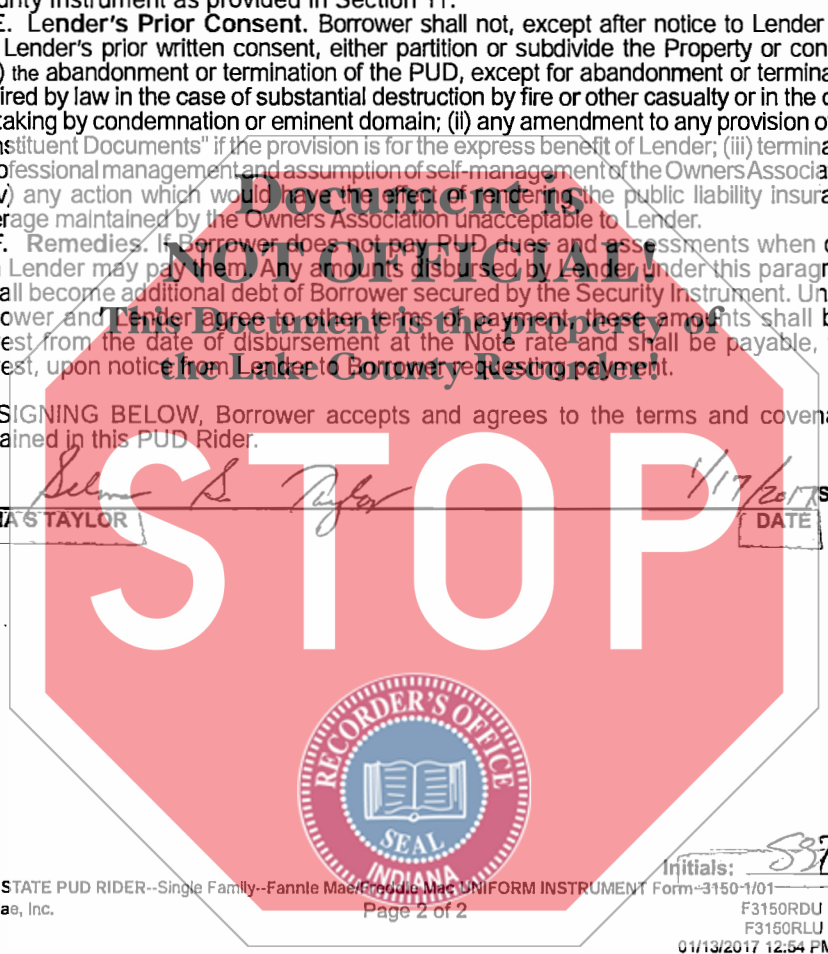 urity Instrument as provided in Section 11.
E. Lender's Prior Consent. Borrower shall not, except after notice to Lender
Lender's prior written consent, either partition or subdivide the Property or con
) the abandonment or termination of the PUD, except for abandonment or termina
ired by law in the case of substantial destruction by fire or other casualty or in the c
taking by condemnation or eminent domain; (ii) any amendment to any provision o
nstituent Documents" if the provision is for the express benefit of Lender; (iii) termina
ofessional management and assumption of self-management of the Owners Associa
v) any action which would have the effect of rendering the public liability insura
erage maintained by the Owners Association unacceptable to Lender.
F. Remedies. If Borrower does not pay PUD dues and assessments when d
Lender may pay them. Any amounts disbursed by Lender under this paragr
all become additional debt of Borrower secured by the Security Instrument. Un
ower and Lender agree to other terms of payment, these amounts shall b
est from the date of disbursement at the Note rate and shall be payable,
est, upon notice from Lender to Borrower requesting payment.
Document is
NOT OFFICIAL!
This Document is the property of
the Lake County Recorder!
SIGNING BELOW, Borrower accepts and agrees to the terms and covena
ained in this PUD Rider.
Selma S. Taylor 1/17/2017
S TAYLOR DATE
STOP
RECORDER'S OFFICE
SEAL
INDIANA
Initials: SST
STATE PUD RIDER--Single Family--Fannie Mae/Freddie Mac UNIFORM INSTRUMENT Form 3150 1/01
ae, Inc. Page 2 of 2 F3150RDU
F3150RLU
01/13/2017 12:54 PM